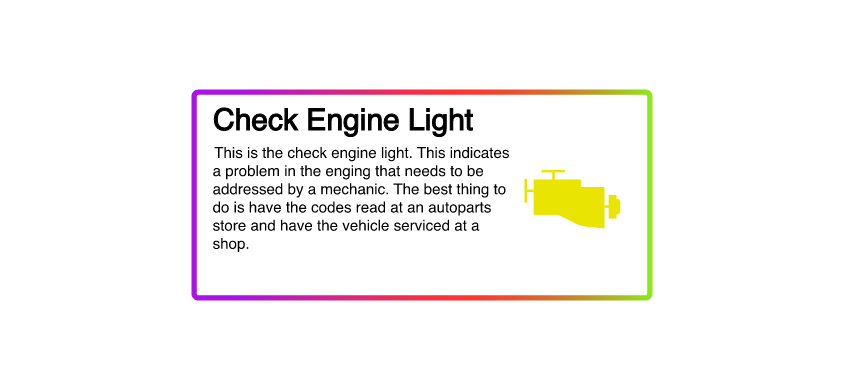 Check Engine Light
This is the check engine light. This indicates
a problem in the enging that needs to be
addressed by a mechanic. The best thing to
do is have the codes read at an autoparts
store and have the vehicle serviced at a
shop.